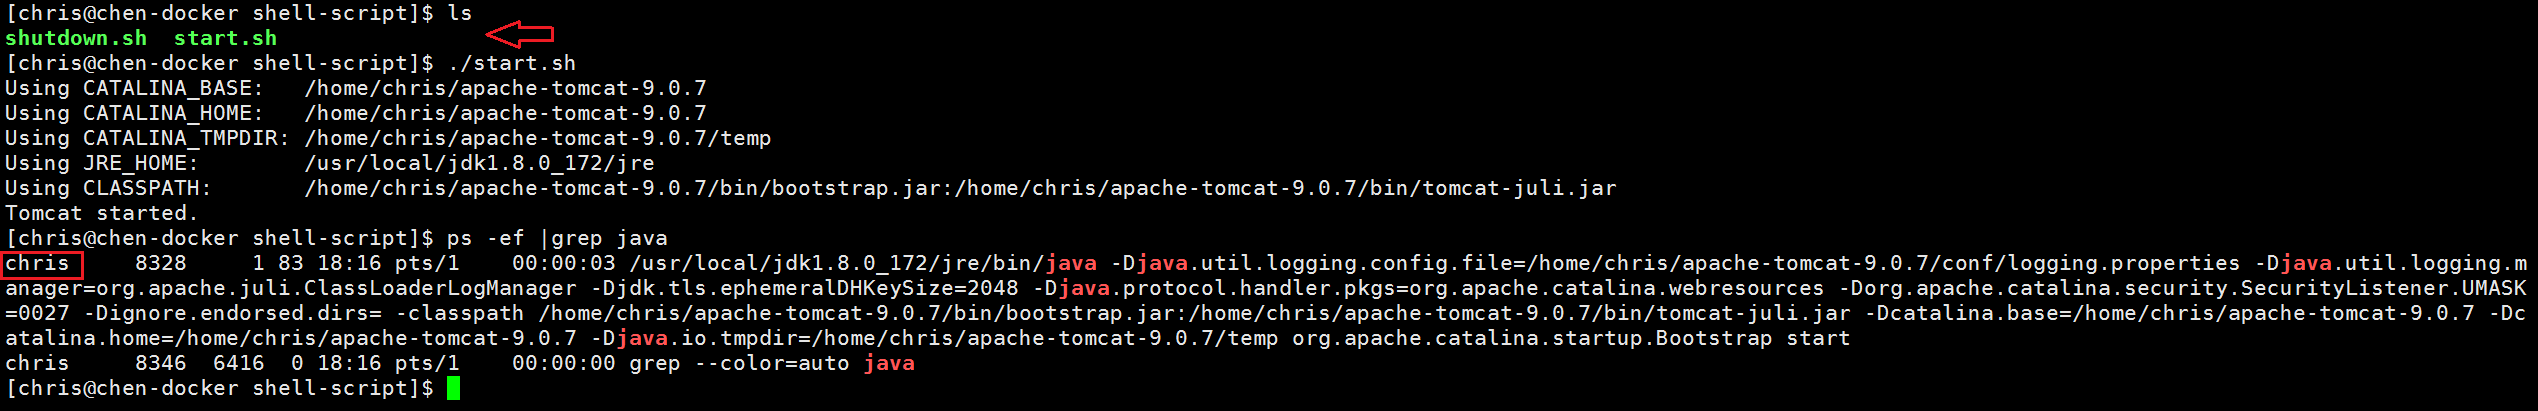 [chris@chen-docker shell-script]$ ls
shutdown.sh  start.sh
[chris@chen-docker shell-script]$ ./start.sh
Using CATALINA_BASE:   /home/chris/apache-tomcat-9.0.7
Using CATALINA_HOME:   /home/chris/apache-tomcat-9.0.7
Using CATALINA_TMPDIR: /home/chris/apache-tomcat-9.0.7/temp
Using JRE_HOME:        /usr/local/jdk1.8.0_172/jre
Using CLASSPATH:       /home/chris/apache-tomcat-9.0.7/bin/bootstrap.jar:/home/chris/apache-tomcat-9.0.7/bin/tomcat-juli.jar
Tomcat started.
[chris@chen-docker shell-script]$ ps -ef |grep java
chris     8328     1 83 18:16 pts/1    00:00:03 /usr/local/jdk1.8.0_172/jre/bin/java -Djava.util.logging.config.file=/home/chris/apache-tomcat-9.0.7/conf/logging.properties -Djava.util.logging.m
anager=org.apache.juli.ClassLoaderLogManager -Djdk.tls.ephemeralDHKeySize=2048 -Djava.protocol.handler.pkgs=org.apache.catalina.webresources -Dorg.apache.catalina.security.SecurityListener.UMASK
=0027 -Dignore.endorsed.dirs= -classpath /home/chris/apache-tomcat-9.0.7/bin/bootstrap.jar:/home/chris/apache-tomcat-9.0.7/bin/tomcat-juli.jar -Dcatalina.base=/home/chris/apache-tomcat-9.0.7 -Dc
atalina.home=/home/chris/apache-tomcat-9.0.7 -Djava.io.tmpdir=/home/chris/apache-tomcat-9.0.7/temp org.apache.catalina.startup.Bootstrap start
chris     8346  6416  0 18:16 pts/1    00:00:00 grep --color=auto java
[chris@chen-docker shell-script]$